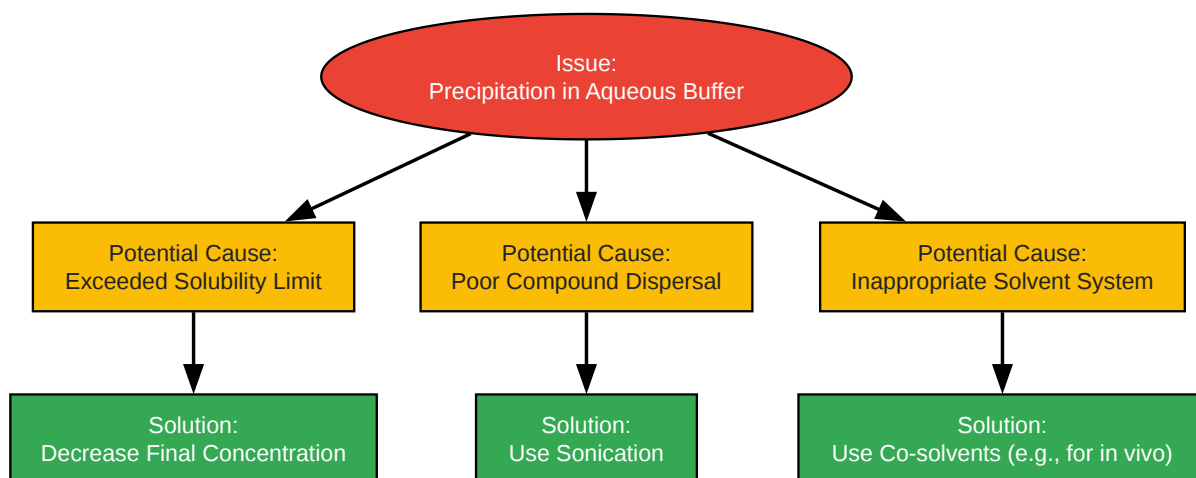 Issue:
Precipitation in Aqueous Buffer
Potential Cause:
Exceeded Solubility Limit
Potential Cause:
Poor Compound Dispersal
Potential Cause:
Inappropriate Solvent System
Solution:
Decrease Final Concentration
Solution:
Use Sonication
Solution:
Use Co-solvents (e.g., for in vivo)